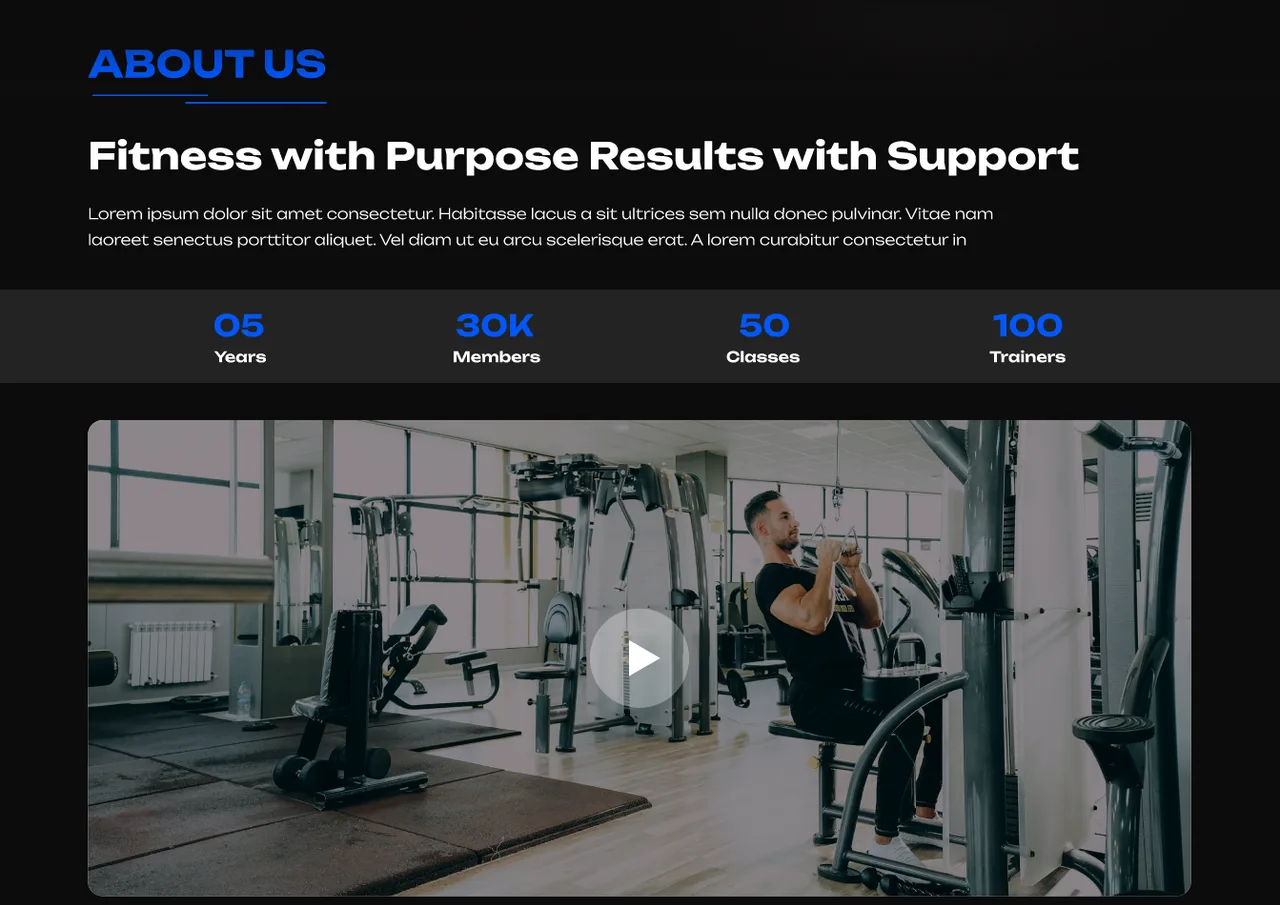 ABOUT US
Fitness with Purpose Results with Support
Lorem ipsum dolor sit amet consectetur. Habitasse lacus a sit ultrices sem nulla donec pulvinar. Vitae nam
laoreet senectus porttitor aliquet. Vel diam ut eu arcu scelerisque erat. A lorem curabitur consectetur in
05 30K 50 100
Years Members Classes Trainers